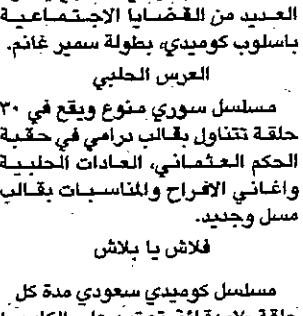 العديد من القضايا الاجتماعية
باسلوب كوميدي، بطولة سمير غانم.
العرس الحلبي
مسلسل سوري منوع ويقع في ٣٠
حلقة تتناول بقالب درامي في حقبة
الحكم العثماني، العادات الحلبية
واغاني الافراح والمناسبات بقالب
مسل وجديد.
فلاش يا بلاش
مسلسل كوميدي سعودي مدة كل